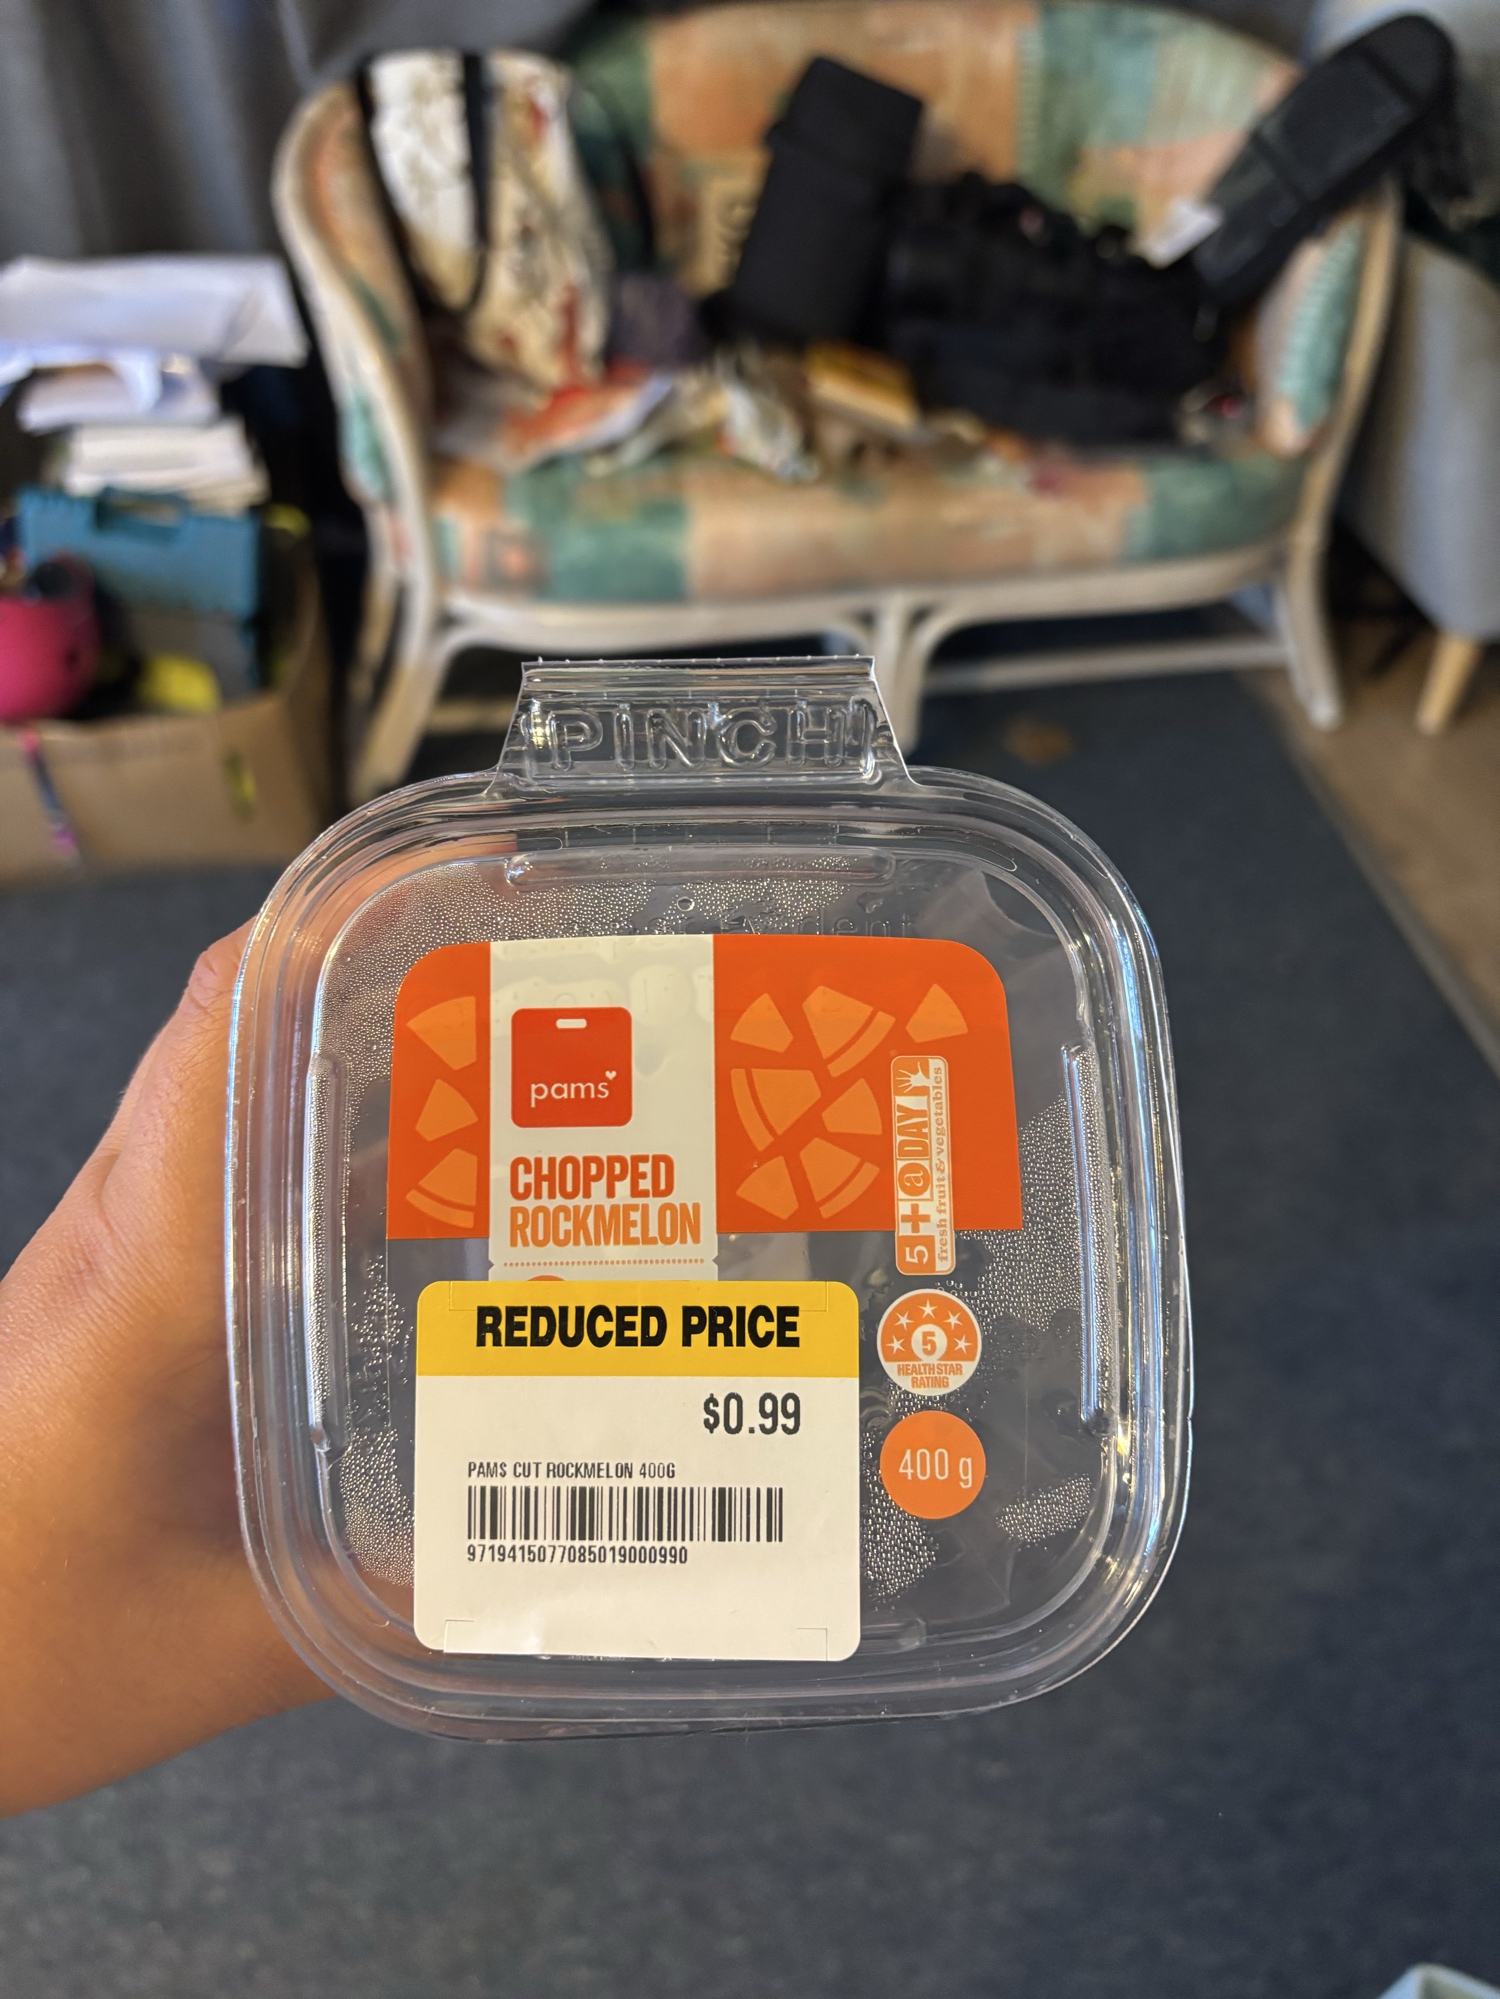 PINCH
pams
CHOPPED
ROCKMELON
5+a DAY
fresh fruit & vegetables
REDUCED PRICE
$0.99
PAMS CUT ROCKMELON 400G
9719415077085019000990
5
HEALTH STAR
RATING
400 g